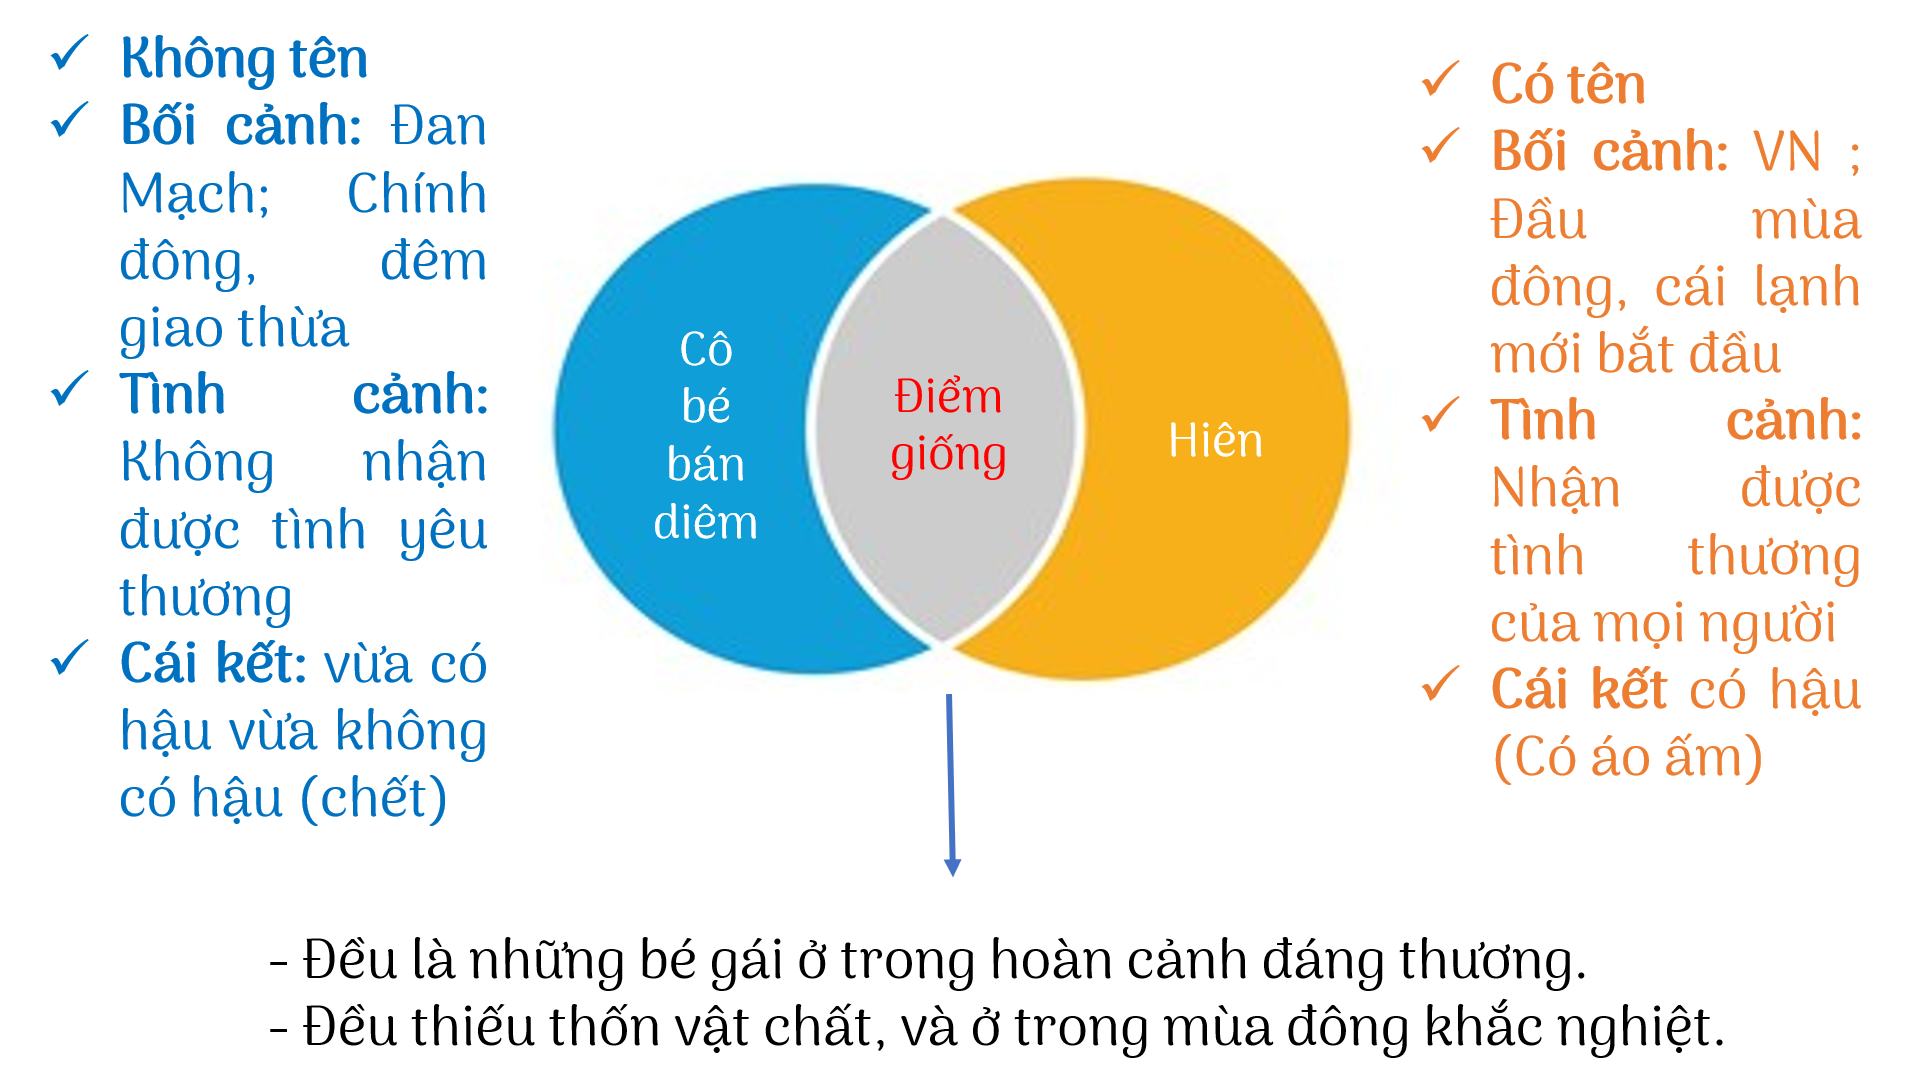 ✓ Không tên
✓ Bối cảnh: Đan
Mạch; Chính
đông, đêm
giao thừa
✓ Tình cảnh:
Không nhận
được tình yêu
thương
✓ Cái kết: vừa có
hậu vừa không
có hậu (chết)
Cô
bé
bán
diêm
Điểm
giống
Hiên
✓ Có tên
✓ Bối cảnh: VN ;
Đầu mùa
đông, cái lạnh
mới bắt đầu
✓ Tình cảnh:
Nhận được
tình thương
của mọi người
✓ Cái kết có hậu
(Có áo ấm)
- Đều là những bé gái ở trong hoàn cảnh đáng thương.
- Đều thiếu thốn vật chất, và ở trong mùa đông khắc nghiệt.